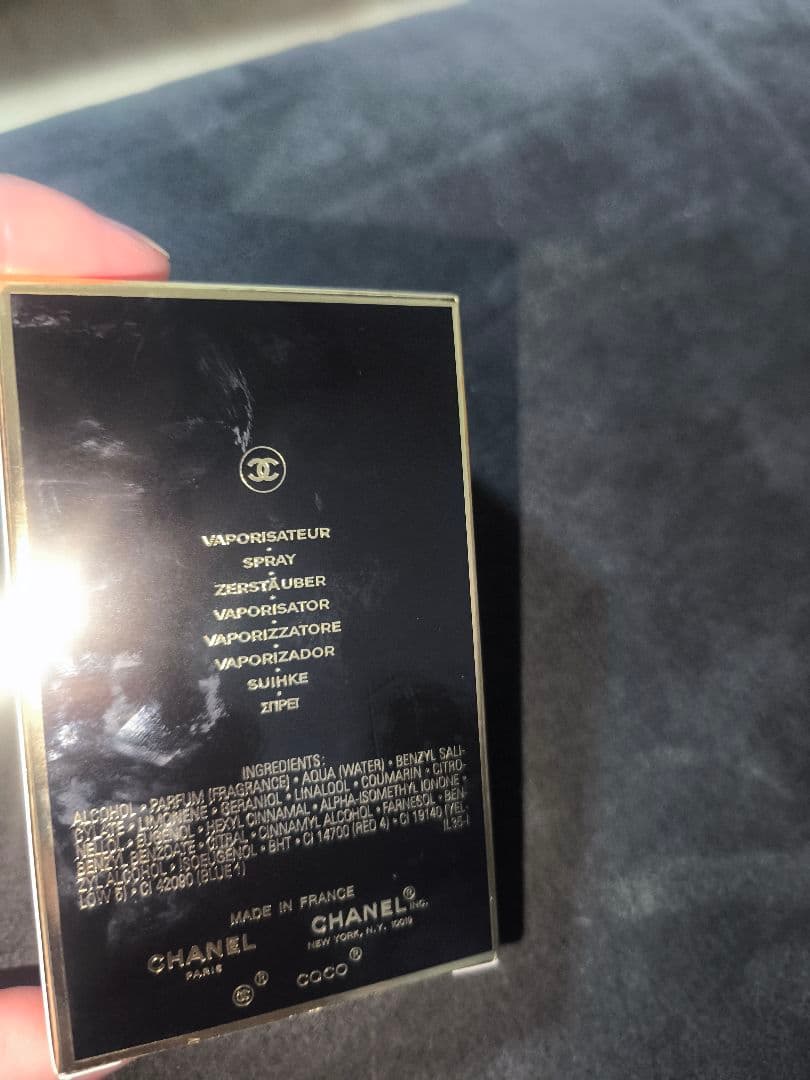 VAPORISATEUR
SPRAY
ZERSTÄUBER
VAPORISATOR
VAPORIZZATORE
VAPORIZADOR
SUIHKE
ΣΠΡΕΪ
INGREDIENTS:
ALCOHOL • PARFUM (FRAGRANCE) • AQUA (WATER) • BENZYL SALI-
CYLATE • LIMONENE • GERANIOL • LINALOOL • COUMARIN • CITRO-
NELLOL • EUGENOL • HEXYL CINNAMAL • ALPHA-ISOMETHYL IONONE •
BENZYL BENZOATE • CITRAL • CINNAMYL ALCOHOL • FARNESOL • BEN-
ZYL ALCOHOL • ISOEUGENOL • BHT • CI 14700 (RED 4) • CI 19140 (YEL-
LOW 5) • CI 42090 (BLUE 1)
IL35-I
MADE IN FRANCE
CHANEL
PARIS
CHANEL® INC.
NEW YORK, N.Y. 10019
® COCO®